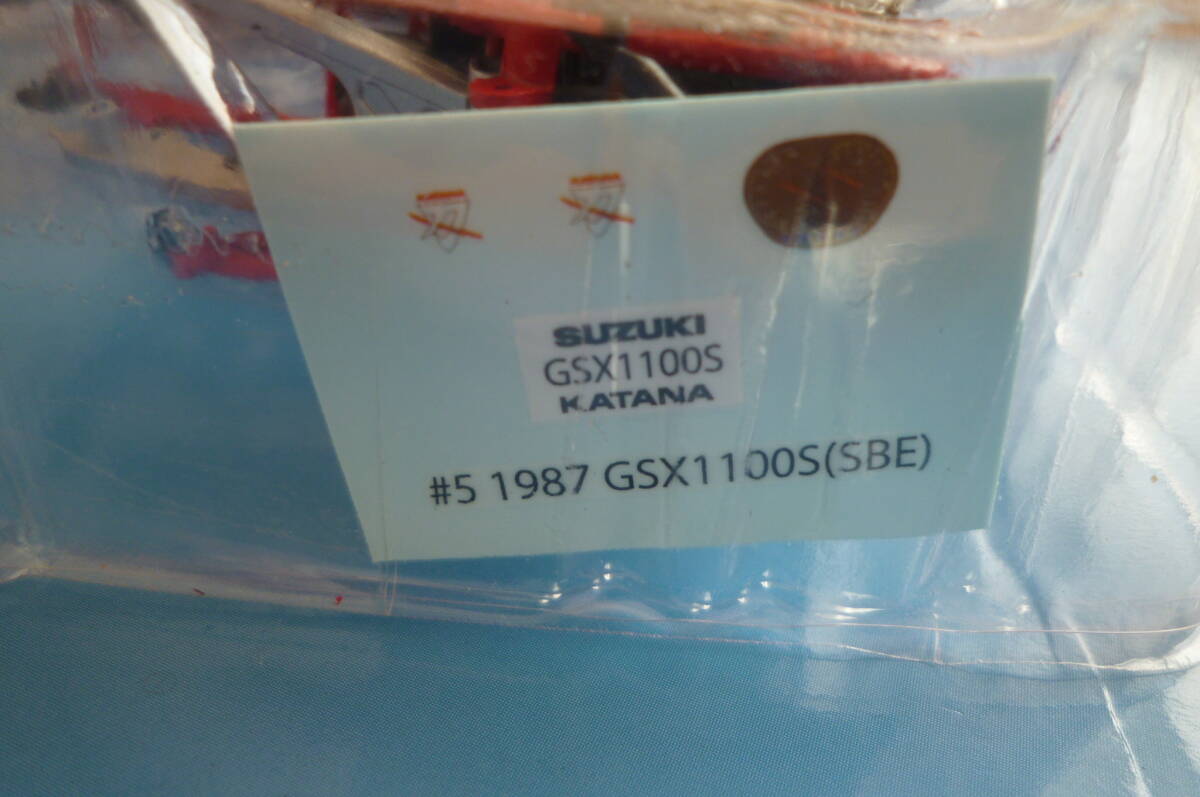 SUZUKI
GSX1100S
KATANA
#5 1987 GSX1100S(SBE)